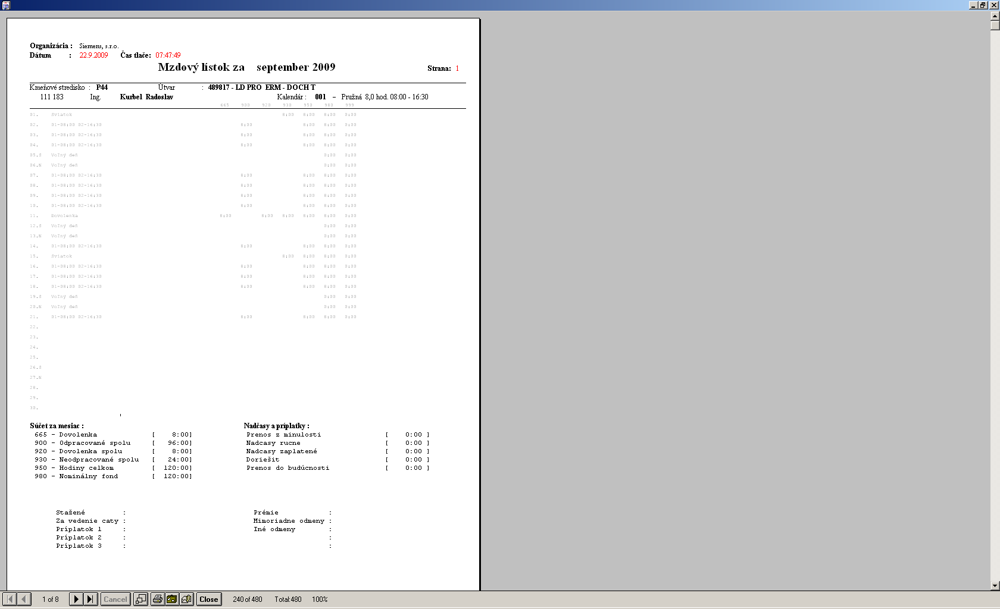 Organizácia : Siemens, s.r.o.
Dátum : 22.9.2009 Čas tlače: 07:47:49
Mzdový lístok za september 2009 Strana: 1
Kmeňové stredisko : P44 Útvar : 489817 - LD PRO ERM - DOCH T
111 183 Ing. Kurbel Radoslav Kalendár : 001 - Pružná 8,0 hod. 08:00 - 16:30
665 900 920 930 950 980 999
01. Sviatok 8:00 8:00 8:00 0:00
02. 01-08:00 02-16:30 8:00 8:00 8:00 0:00
03. 01-08:00 02-16:30 8:00 8:00 8:00 0:00
04. 01-08:00 02-16:30 8:00 8:00 8:00 0:00
05.S Voľný deň 0:00 0:00
06.N Voľný deň 0:00 0:00
07. 01-08:00 02-16:30 8:00 8:00 8:00 0:00
08. 01-08:00 02-16:30 8:00 8:00 8:00 0:00
09. 01-08:00 02-16:30 8:00 8:00 8:00 0:00
10. 01-08:00 02-16:30 8:00 8:00 8:00 0:00
11. Dovolenka 8:00 8:00 8:00 8:00 8:00 0:00
12.S Voľný deň 0:00 0:00
13.N Voľný deň 0:00 0:00
14. 01-08:00 02-16:30 8:00 8:00 8:00 0:00
15. Sviatok 8:00 8:00 8:00 0:00
16. 01-08:00 02-16:30 8:00 8:00 8:00 0:00
17. 01-08:00 02-16:30 8:00 8:00 8:00 0:00
18. 01-08:00 02-16:30 8:00 8:00 8:00 0:00
19.S Voľný deň 0:00 0:00
20.N Voľný deň 0:00 0:00
21. 01-08:00 02-16:30 8:00 8:00 8:00 0:00
22.
23.
24.
25.
26.S
27.N
28.
29.
30.
Súčet za mesiac : Nadčasy a príplatky :
665 - Dovolenka [ 8:00] Prenos z minulosti [ 0:00 ]
900 - Odpracované spolu [ 96:00] Nadcasy rucne [ 0:00 ]
920 - Dovolenka spolu [ 8:00] Nadcasy zaplatené [ 0:00 ]
930 - Neodpracované spolu [ 24:00] Doriešit [ 0:00 ]
950 - Hodiny celkom [ 120:00] Prenos do budúcnosti [ 0:00 ]
980 - Nominálny fond [ 120:00]
Stažené : Prémie :
Za vedenie caty : Mimoriadne odmeny :
Príplatok 1 : Iné odmeny :
Príplatok 2 : :
Príplatok 3 : :
1 of 8 Cancel Close 240 of 480 Total:480 100%